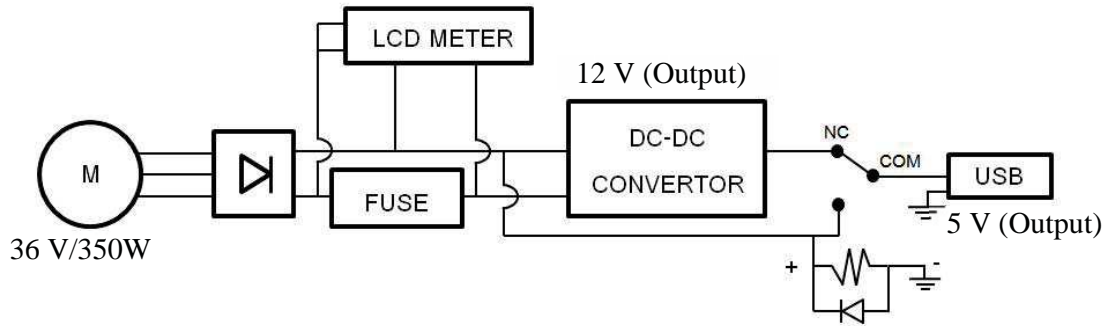 LCD METER
12 V (Output)
DC-DC
CONVERTOR
NC
COM
USB
5 V (Output)
M
36 V/350W
FUSE
+
-